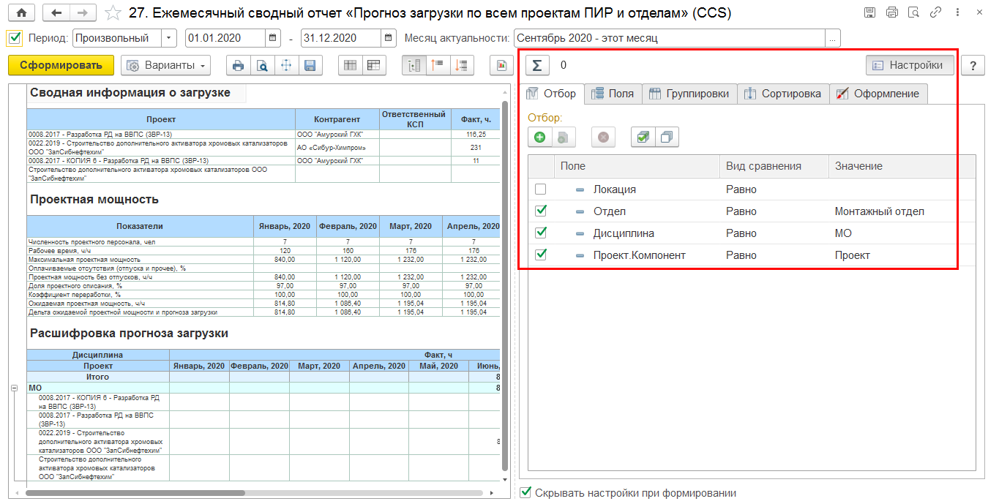 27. Ежемесячный сводный отчет «Прогноз загрузки по всем проектам ПИР и отделам» (CCS)
Период: Произвольный 01.01.2020 - 31.12.2020 Месяц актуальности: Сентябрь 2020 - этот месяц ...
Сформировать Варианты
Σ 0 Настройки ?
Сводная информация о загрузке
Проект Контрагент Ответственный КСП Факт, ч.
0008.2017 - Разработка РД на ВВПС (ЗВР-13) ООО "Амурский ГХК" 116,25
0022.2019 - Строительство дополнительного активатора хромовых катализаторов
ООО "ЗапСибнефтехим" АО «Сибур-Химпром» 231
0008.2017 - КОПИЯ 6 - Разработка РД на ВВПС (ЗВР-13) ООО "Амурский ГХК" 11
Строительство дополнительного активатора хромовых катализаторов ООО
"ЗапСибнефтехим"
Проектная мощность
Показатели Январь, 2020 Февраль, 2020 Март, 2020 Апрель, 2020
Численность проектного персонала, чел 7 7 7 7
Рабочее время, ч/ч 120 160 176 176
Максимальная проектная мощность 840,00 1 120,00 1 232,00 1 232,00
Оплачиваемые отсутствия (отпуска и прочее), %
Проектная мощность без отпусков, ч/ч 840,00 1 120,00 1 232,00 1 232,00
Доля проектного списания, % 97,00 97,00 97,00 97,00
Коэффициент переработки, % 100,00 100,00 100,00 100,00
Ожидаемая проектная мощность, ч/ч 814,80 1 086,40 1 195,04 1 195,04
Дельта ожидаемой проектной мощности и прогноза загрузки 814,80 1 086,40 1 195,04 1 195,04
Расшифровка прогноза загрузки
Дисциплина Факт, ч
Проект Январь, 2020 Февраль, 2020 Март, 2020 Апрель, 2020 Май, 2020 Июнь,
Итого 8
МО 8
0008.2017 - КОПИЯ 6 - Разработка РД
на ВВПС (ЗВР-13)
0008.2017 - Разработка РД на ВВПС
(ЗВР-13)
0022.2019 - Строительство
дополнительного активатора хромовых
катализаторов ООО "ЗапСибнефтехим" 8
Строительство дополнительного
активатора хромовых катализаторов
ООО "ЗапСибнефтехим"
Отбор Поля Группировки Сортировка Оформление
Отбор:
Поле Вид сравнения Значение
Локация Равно
Отдел Равно Монтажный отдел
Дисциплина Равно МО
Проект.Компонент Равно Проект
Скрывать настройки при формировании